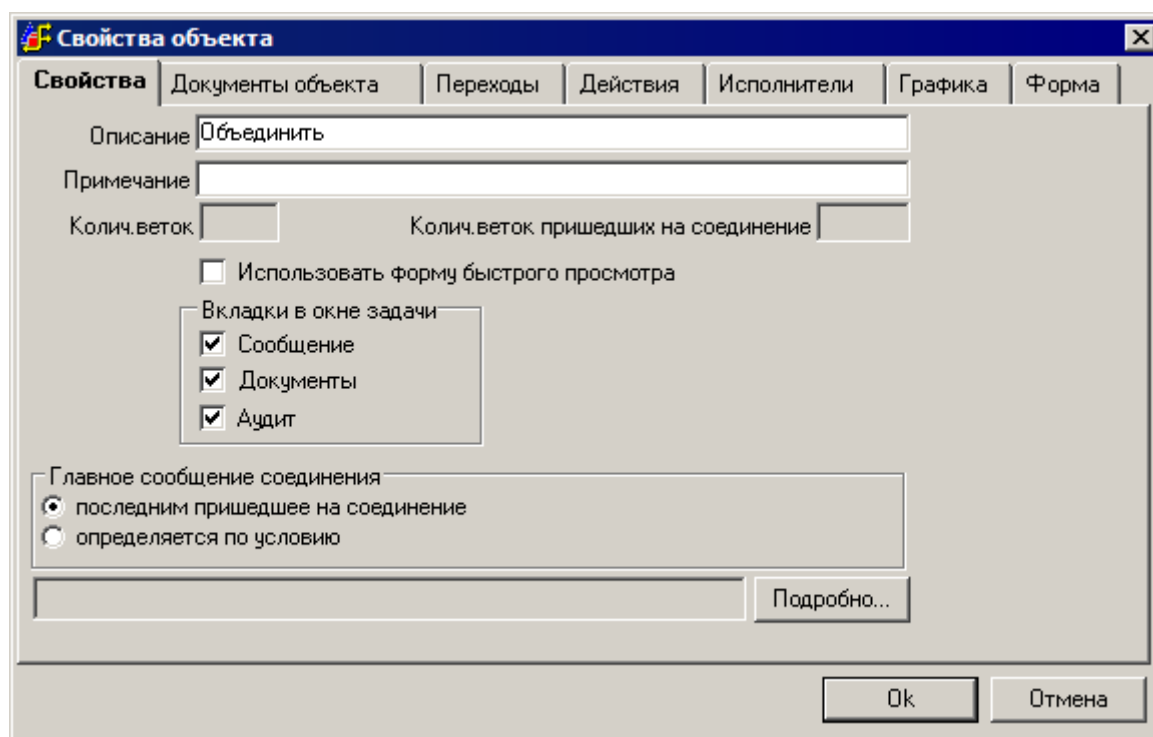 Свойства объекта
Свойства Документы объекта Переходы Действия Исполнители Графика Форма
Описание Объединить
Примечание
Колич.веток Колич.веток пришедших на соединение
Использовать форму быстрого просмотра
Вкладки в окне задачи
Сообщение
Документы
Аудит
Главное сообщение соединения
последним пришедшее на соединение
определяется по условию
Подробно...
Ok Отмена